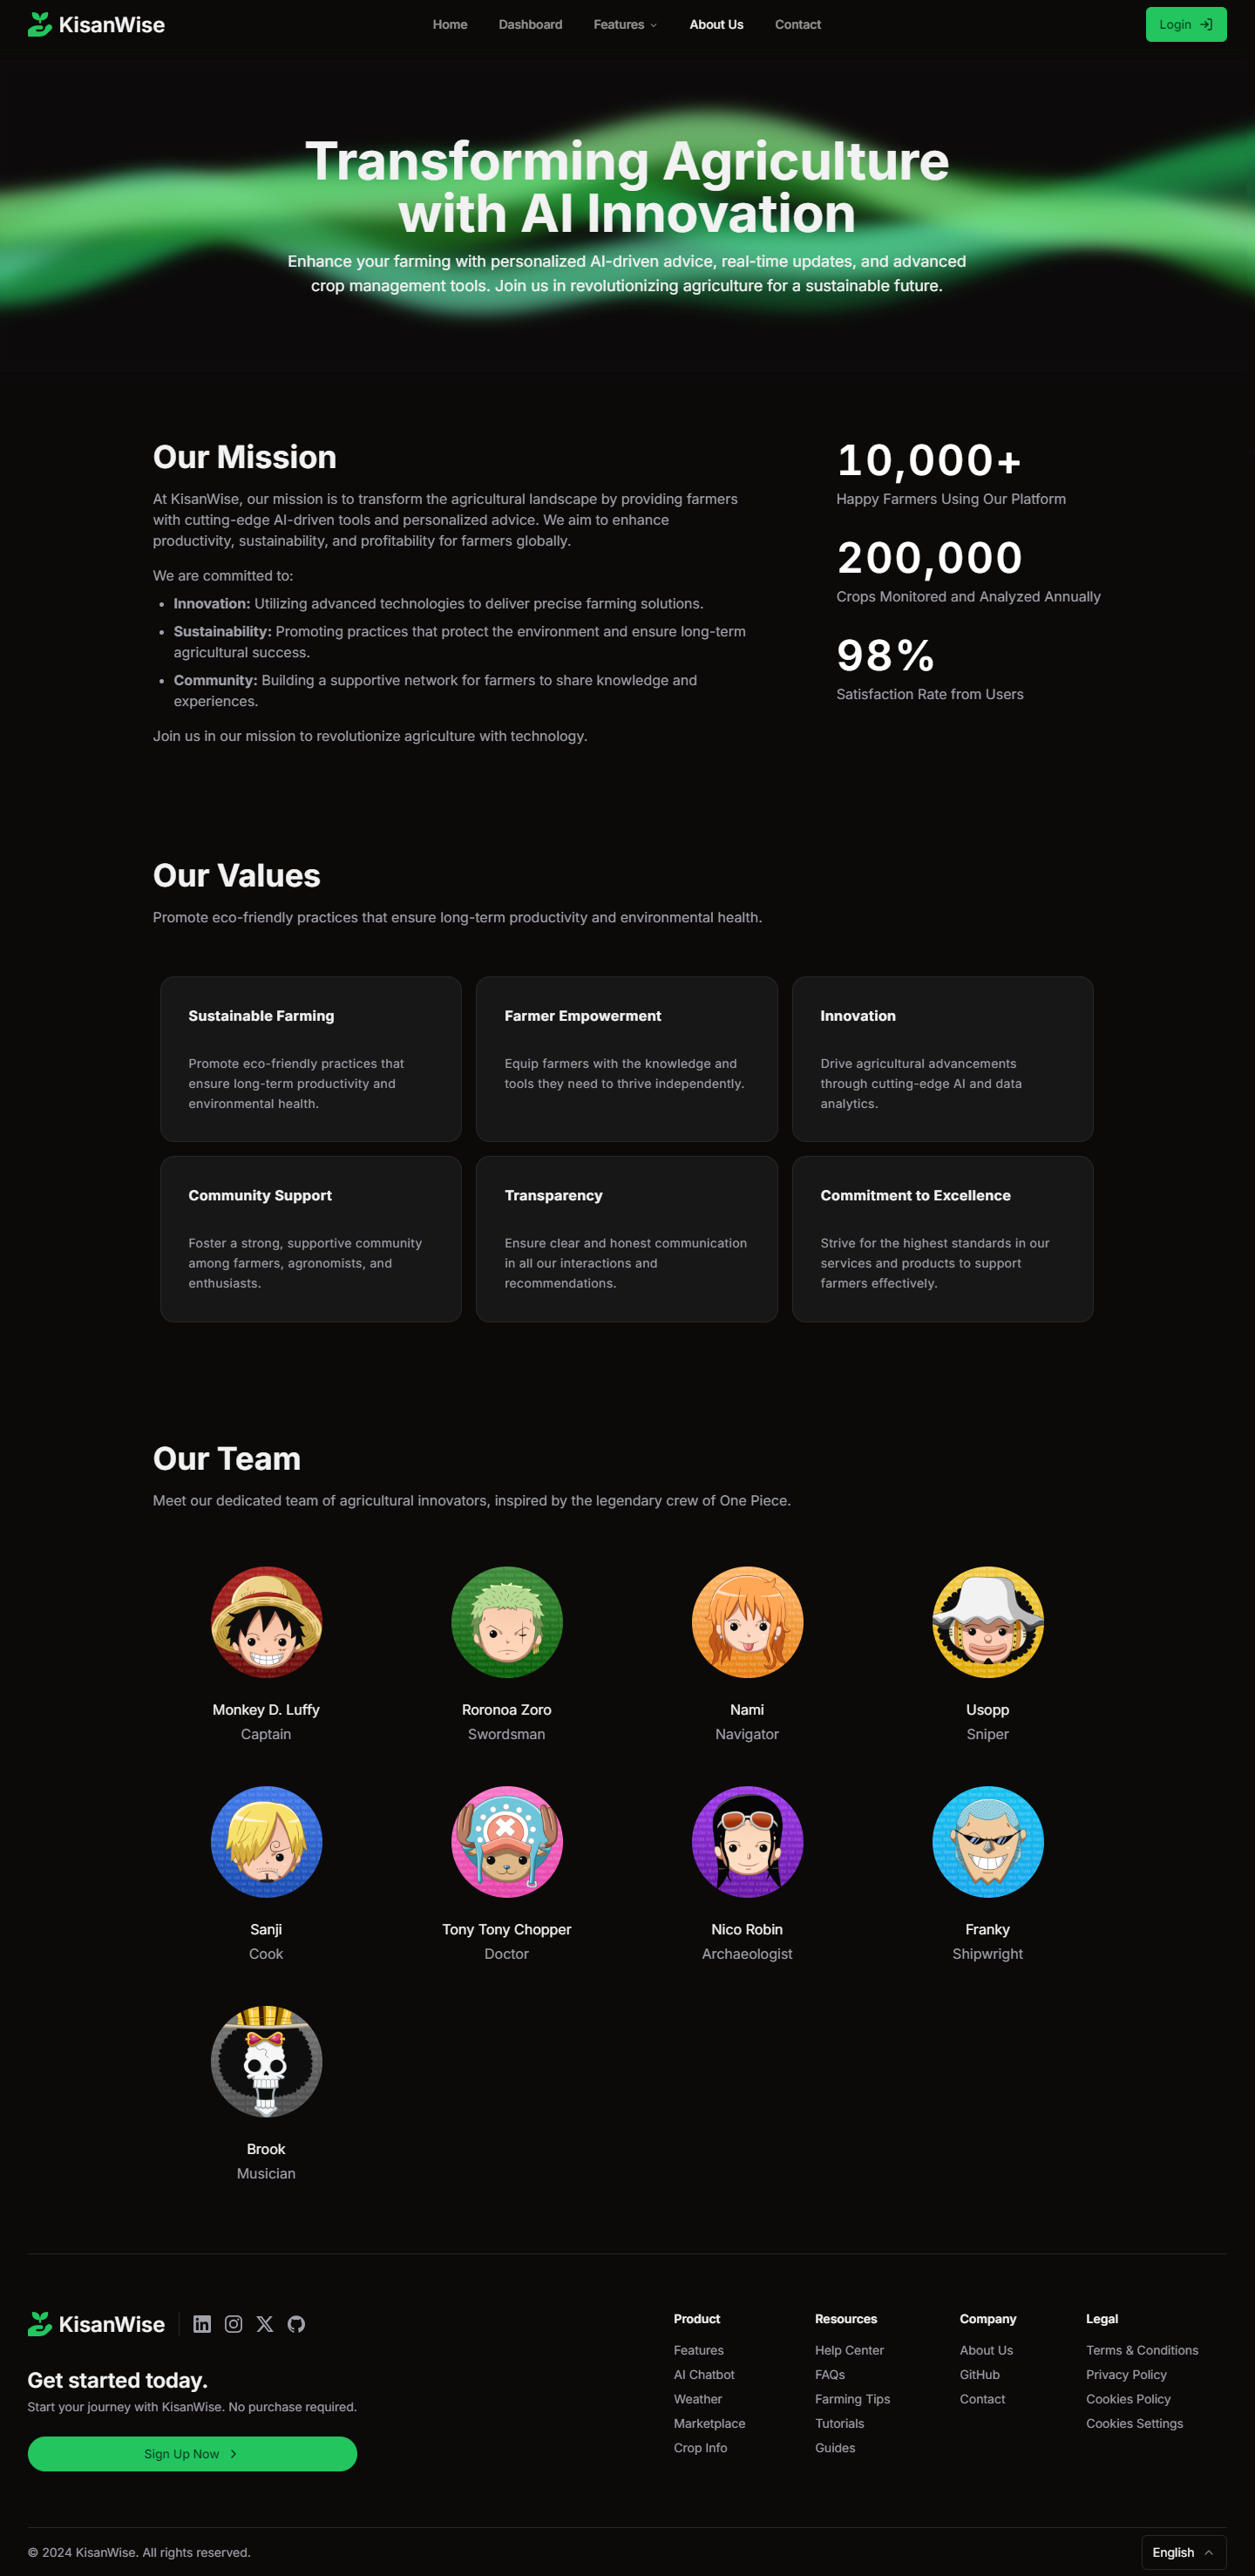 KisanWise
Home
Dashboard
Features
About Us
Contact
Login
Transforming Agriculture
with AI Innovation
Enhance your farming with personalized AI-driven advice, real-time updates, and advanced
crop management tools. Join us in revolutionizing agriculture for a sustainable future.
Our Mission
At KisanWise, our mission is to transform the agricultural landscape by providing farmers
with cutting-edge AI-driven tools and personalized advice. We aim to enhance
productivity, sustainability, and profitability for farmers globally.
We are committed to:
• Innovation: Utilizing advanced technologies to deliver precise farming solutions.
• Sustainability: Promoting practices that protect the environment and ensure long-term
agricultural success.
• Community: Building a supportive network for farmers to share knowledge and
experiences.
Join us in our mission to revolutionize agriculture with technology.
10,000+
Happy Farmers Using Our Platform
200,000
Crops Monitored and Analyzed Annually
98%
Satisfaction Rate from Users
Our Values
Promote eco-friendly practices that ensure long-term productivity and environmental health.
Sustainable Farming
Promote eco-friendly practices that
ensure long-term productivity and
environmental health.
Farmer Empowerment
Equip farmers with the knowledge and
tools they need to thrive independently.
Innovation
Drive agricultural advancements
through cutting-edge AI and data
analytics.
Community Support
Foster a strong, supportive community
among farmers, agronomists, and
enthusiasts.
Transparency
Ensure clear and honest communication
in all our interactions and
recommendations.
Commitment to Excellence
Strive for the highest standards in our
services and products to support
farmers effectively.
Our Team
Meet our dedicated team of agricultural innovators, inspired by the legendary crew of One Piece.
Monkey D. Luffy
Captain
Roronoa Zoro
Swordsman
Nami
Navigator
Usopp
Sniper
Sanji
Cook
Tony Tony Chopper
Doctor
Nico Robin
Archaeologist
Franky
Shipwright
Brook
Musician
KisanWise
Get started today.
Start your journey with KisanWise. No purchase required.
Sign Up Now
Product
Features
AI Chatbot
Weather
Marketplace
Crop Info
Resources
Help Center
FAQs
Farming Tips
Tutorials
Guides
Company
About Us
GitHub
Contact
Legal
Terms & Conditions
Privacy Policy
Cookies Policy
Cookies Settings
© 2024 KisanWise. All rights reserved.
English